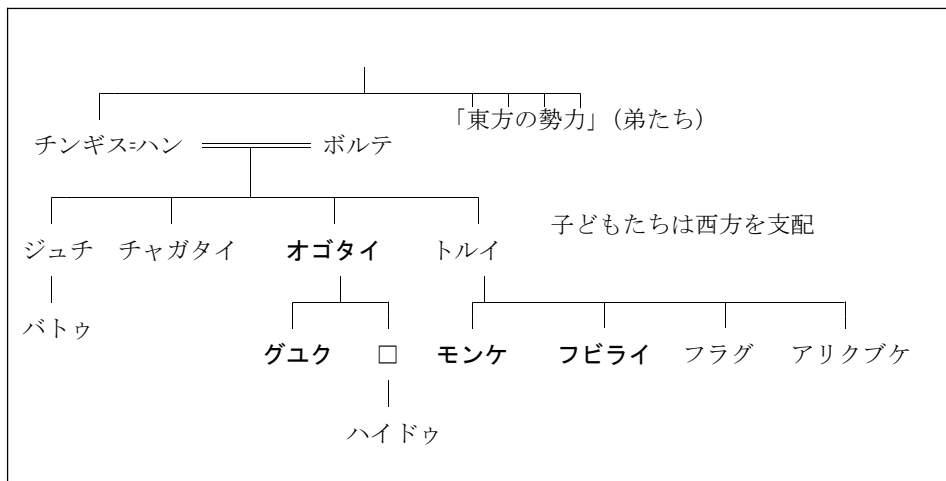 「東方の勢力」（弟たち）
チンギス=ハン ボルテ
子どもたちは西方を支配
ジュチ チャガタイ オゴタイ トルイ
バトゥ
グユク □ モンケ フビライ フラグ アリクブケ
ハイドゥ